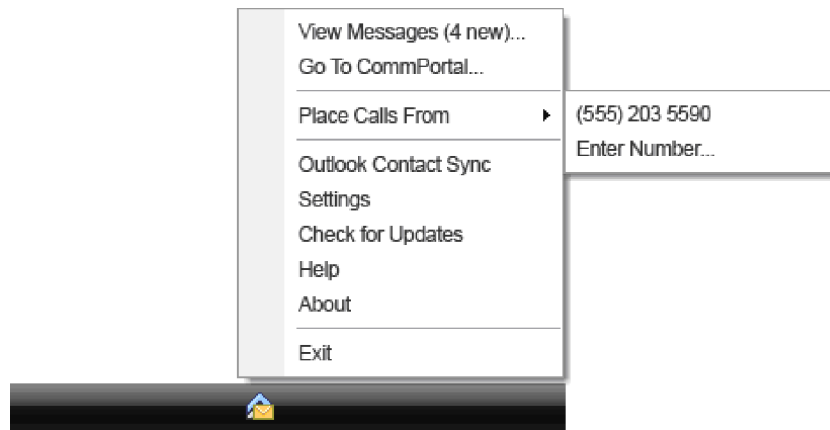 View Messages (4 new)...
Go To CommPortal...
Place Calls From
(555) 203 5590
Enter Number...
Outlook Contact Sync
Settings
Check for Updates
Help
About
Exit